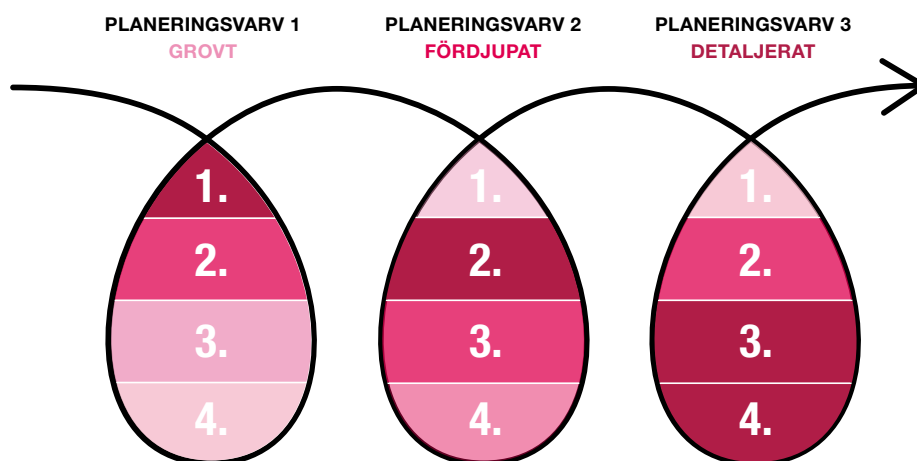 PLANERINGSVARV 1
GROVT
PLANERINGSVARV 2
FÖRDJUPAT
PLANERINGSVARV 3
DETALJERAT
1.
2.
3.
4.
1.
2.
3.
4.
1.
2.
3.
4.